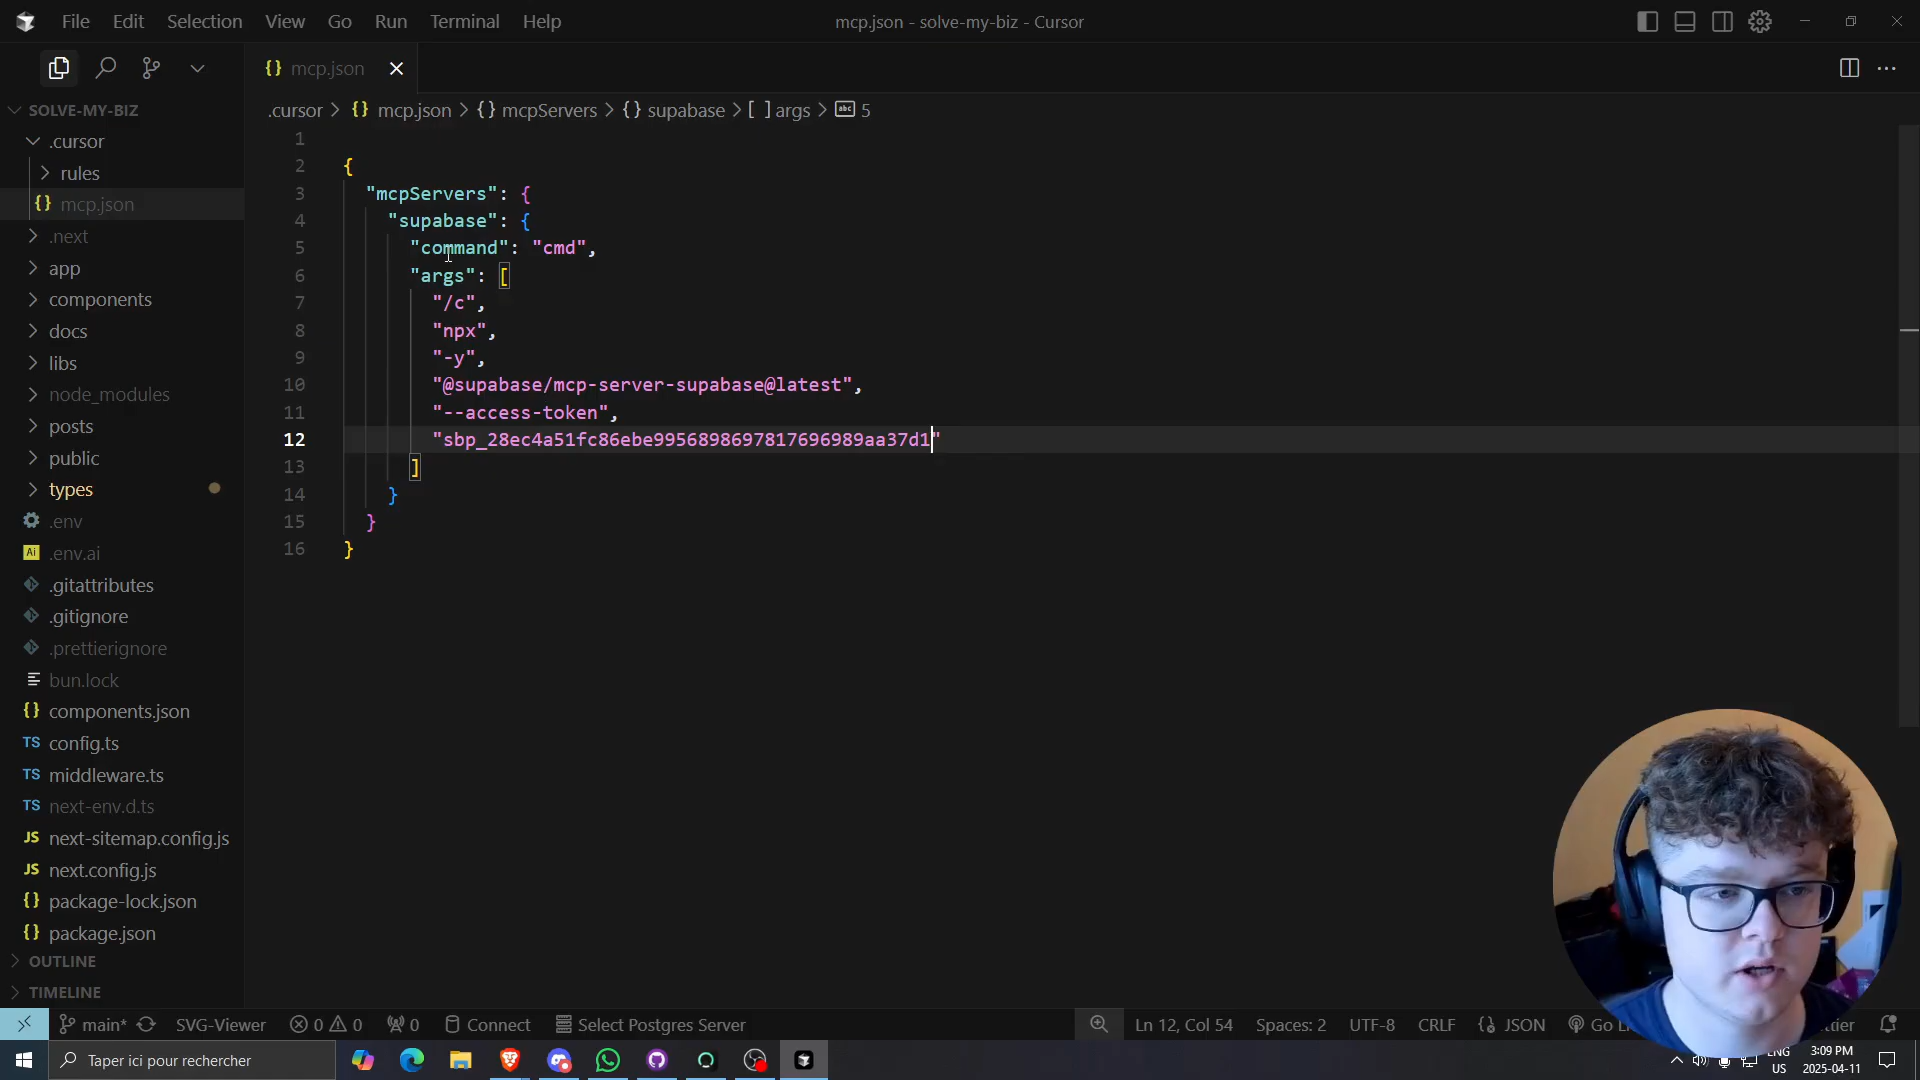 File Edit Selection View Go Run Terminal Help
mcp.json - solve-my-biz - Cursor
mcp.json
SOLVE-MY-BIZ
.cursor
rules
mcp.json
.next
app
components
docs
libs
node_modules
posts
public
types
.env
.env.ai
.gitattributes
.gitignore
.prettierignore
bun.lock
components.json
config.ts
middleware.ts
next-env.d.ts
next-sitemap.config.js
next.config.js
package-lock.json
package.json
OUTLINE
TIMELINE
.cursor > {} mcp.json > {} mcpServers > {} supabase > [ ] args > abc 5
1
2 {
3 "mcpServers": {
4 "supabase": {
5 "command": "cmd",
6 "args": [
7 "/c",
8 "npx",
9 "-y",
10 "@supabase/mcp-server-supabase@latest",
11 "--access-token",
12 "sbp_28ec4a51fc86ebe9956898697817696989aa37d1"
13 ]
14 }
15 }
16 }
main* SVG-Viewer 0 0 0 Connect Select Postgres Server
Ln 12, Col 54 Spaces: 2 UTF-8 CRLF {} JSON Go
Taper ici pour rechercher
ENG
US
3:09 PM
2025-04-11